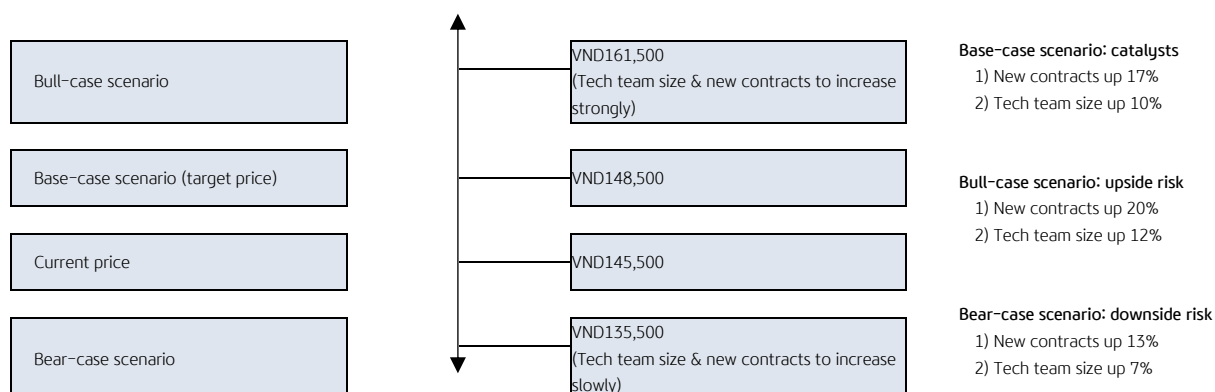 Bull-case scenario
VND161,500
(Tech team size & new contracts to increase
strongly)
Base-case scenario (target price)
VND148,500
Current price
VND145,500
Bear-case scenario
VND135,500
(Tech team size & new contracts to increase
slowly)
Base-case scenario: catalysts
1) New contracts up 17%
2) Tech team size up 10%
Bull-case scenario: upside risk
1) New contracts up 20%
2) Tech team size up 12%
Bear-case scenario: downside risk
1) New contracts up 13%
2) Tech team size up 7%